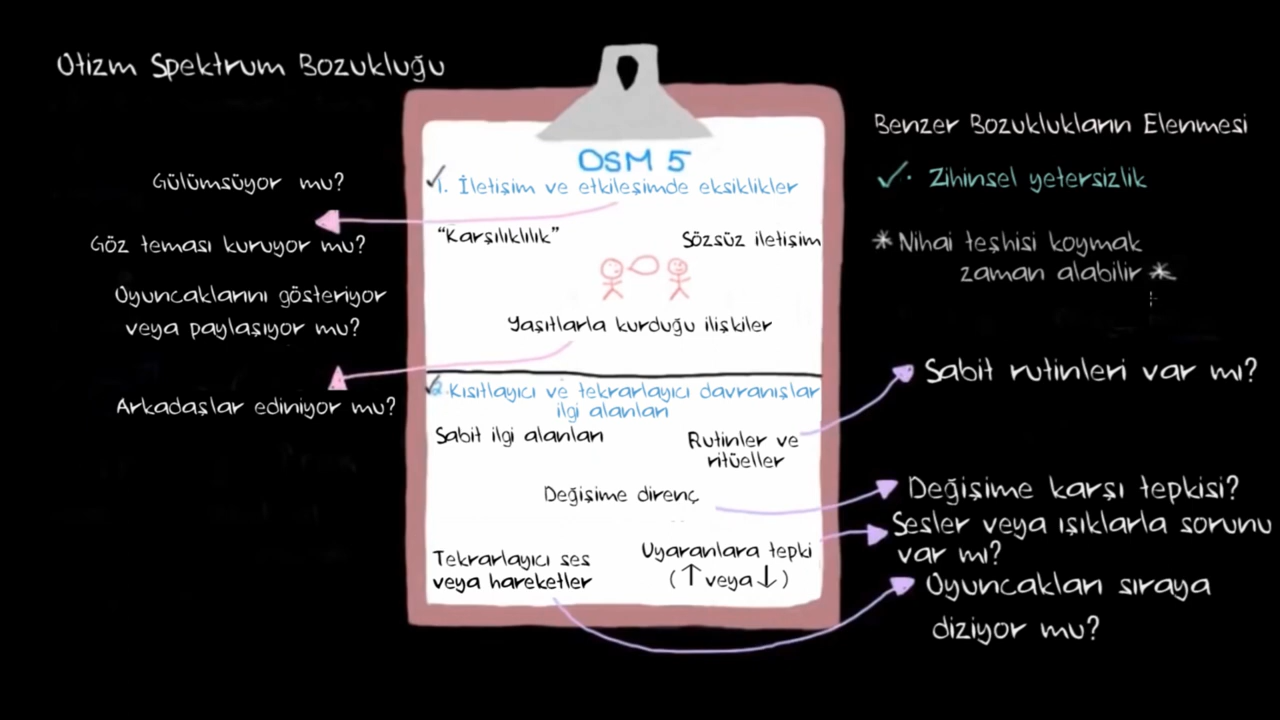 Otizm Spektrum Bozukluğu
Gülümsüyor mu?
Göz teması kuruyor mu?
Oyuncaklarını gösteriyor
veya paylaşıyor mu?
Arkadaşlar ediniyor mu?
DSM 5
1. İletişim ve etkileşimde eksiklikler
"Karşılıklılık"
Sözsüz iletişim
Yaşıtlarla kurduğu ilişkiler
2. Kısıtlayıcı ve tekrarlayıcı davranışlar
ilgi alanları
Sabit ilgi alanları
Rutinler ve
ritüeller
Değişime direnç
Tekrarlayıcı ses
veya hareketler
Uyaranlara tepki
(↑ veya ↓)
Benzer Bozuklukların Elenmesi
✓· Zihinsel yetersizlik
* Nihai teşhisi koymak
zaman alabilir *
Sabit rutinleri var mı?
Değişime karşı tepkisi?
Sesler veya ışıklarla sorunu
var mı?
Oyuncakları sıraya
diziyor mu?